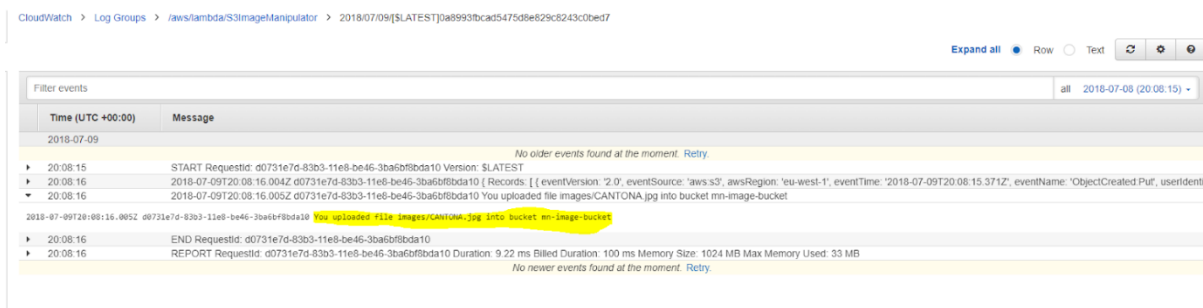 CloudWatch > Log Groups > /aws/lambda/S3ImageManipulator > 2018/07/09/[$LATEST]0a8993fbcad5475d8e829c8243c0bed7
Expand all Row Text
Filter events all 2018-07-08 (20:08:15)
Time (UTC +00:00) Message
2018-07-09
No older events found at the moment. Retry.
20:08:15 START RequestId: d0731e7d-83b3-11e8-be46-3ba6bf8bda10 Version: $LATEST
20:08:16 2018-07-09T20:08:16.004Z d0731e7d-83b3-11e8-be46-3ba6bf8bda10 { Records: [ { eventVersion: '2.0', eventSource: 'aws:s3', awsRegion: 'eu-west-1', eventTime: '2018-07-09T20:08:15.371Z', eventName: 'ObjectCreated:Put', userIdenti
20:08:16 2018-07-09T20:08:16.005Z d0731e7d-83b3-11e8-be46-3ba6bf8bda10 You uploaded file images/CANTONA.jpg into bucket mn-image-bucket
2018-07-09T20:08:16.005Z d0731e7d-83b3-11e8-be46-3ba6bf8bda10 You uploaded file images/CANTONA.jpg into bucket mn-image-bucket
20:08:16 END RequestId: d0731e7d-83b3-11e8-be46-3ba6bf8bda10
20:08:16 REPORT RequestId: d0731e7d-83b3-11e8-be46-3ba6bf8bda10 Duration: 9.22 ms Billed Duration: 100 ms Memory Size: 1024 MB Max Memory Used: 33 MB
No newer events found at the moment. Retry.